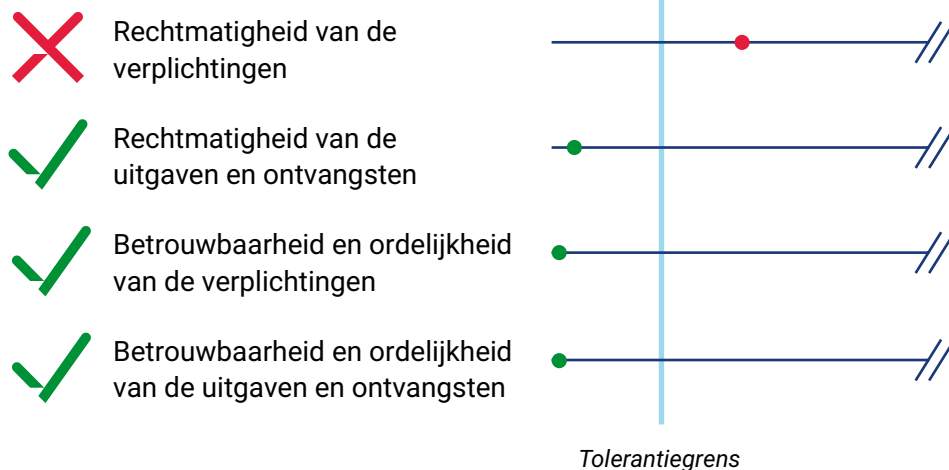 Rechtmatigheid van de
verplichtingen
Rechtmatigheid van de
uitgaven en ontvangsten
Betrouwbaarheid en ordelijkheid
van de verplichtingen
Betrouwbaarheid en ordelijkheid
van de uitgaven en ontvangsten
Tolerantiegrens